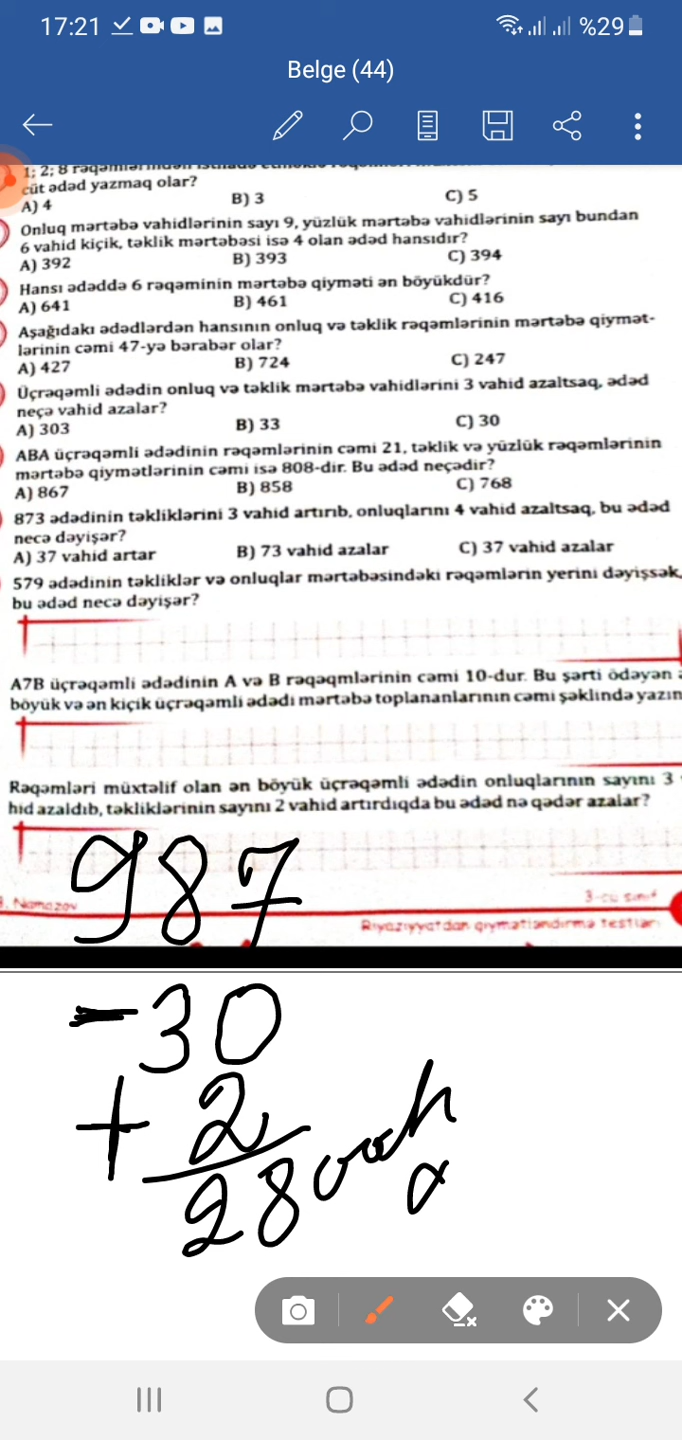 17:21 %29
Belge (44)
1; 2; 8
cüt ədəd yazmaq olar?
A) 4 B) 3 C) 5
Onluq mərtəbə vahidlərinin sayı 9, yüzlük mərtəbə vahidlərinin sayı bundan
6 vahid kiçik, təklik mərtəbəsi isə 4 olan ədəd hansıdır?
A) 392 B) 393 C) 394
Hansı ədəddə 6 rəqəminin mərtəbə qiyməti ən böyükdür?
A) 641 B) 461 C) 416
Aşağıdakı ədədlərdən hansının onluq və təklik rəqəmlərinin mərtəbə qiymət-
lərinin cəmi 47-yə bərabər olar?
A) 427 B) 724 C) 247
Üçrəqəmli ədədin onluq və təklik mərtəbə vahidlərini 3 vahid azaltsaq, ədəd
neçə vahid azalar?
A) 303 B) 33 C) 30
ABA üçrəqəmli ədədinin rəqəmlərinin cəmi 21, təklik və yüzlük rəqəmlərinin
mərtəbə qiymətlərinin cəmi isə 808-dir. Bu ədəd neçədir?
A) 867 B) 858 C) 768
873 ədədinin təkliklərini 3 vahid artırıb, onluqlarını 4 vahid azaltsaq, bu ədəd
necə dəyişər?
A) 37 vahid artar B) 73 vahid azalar C) 37 vahid azalar
579 ədədinin təkliklər və onluqlar mərtəbəsindəki rəqəmlərin yerini dəyişsək,
bu ədəd necə dəyişər?
A7B üçrəqəmli ədədinin A və B rəqəqmlərinin cəmi 10-dur. Bu şərti ödəyən
böyük və ən kiçik üçrəqəmli ədədi mərtəbə toplananlarının cəmi şəklində yazın
Rəqəmləri müxtəlif olan ən böyük üçrəqəmli ədədin onluqlarının sayını 3
hid azaldıb, təkliklərinin sayını 2 vahid artırdıqda bu ədəd nə qədər azalar?
987
Namazov 3-cü sinif
Riyaziyyatdan qiymətləndirmə testləri
-30
+2
28 vah
a